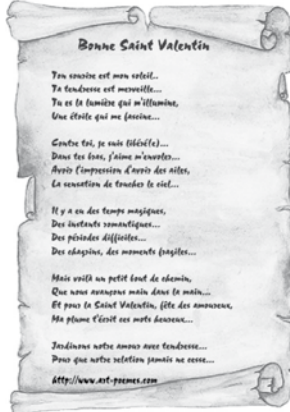 Bonne Saint Valentin
Ton sourire est mon soleil..
Ta tendresse est merveille...
Tu es la lumière qui m'illumine,
Une étoile qui me fascine...
Contre toi, je suis libéré(e)...
Dans tes bras, j'aime m'envoler...
Avoir l'impression d'avoir des ailes,
La sensation de toucher le ciel...
Il y a eu des temps magiques,
Des instants romantiques...
Des périodes difficiles...
Des chagrins, des moments fragiles...
Mais voilà un petit bout de chemin,
Que nous avançons main dans la main...
Et pour la Saint Valentin, fête des amoureux,
Ma plume t'écrit ces mots heureux...
Jardinons notre amour avec tendresse...
Pour que notre relation jamais ne cesse...
http://www.art-poemes.com